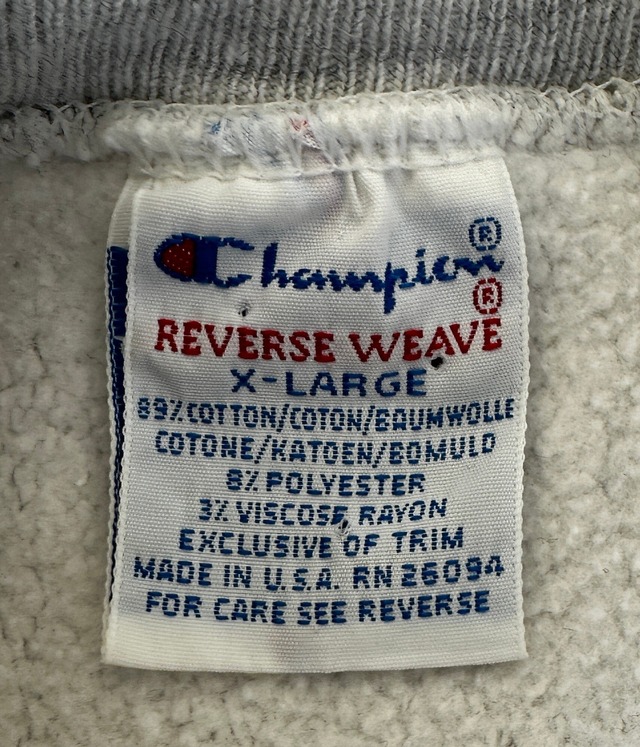 Champion®
REVERSE WEAVE®
X-LARGE
89% COTTON/COTON/BAUMWOLLE
COTONE/KATOEN/BOMULD
8% POLYESTER
3% VISCOSE RAYON
EXCLUSIVE OF TRIM
MADE IN U.S.A. RN 26094
FOR CARE SEE REVERSE